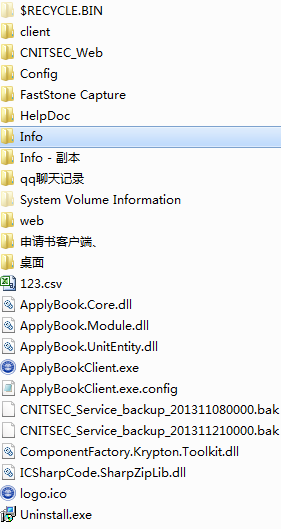 $RECYCLE.BIN
client
CNITSEC_Web
Config
FastStone Capture
HelpDoc
Info
Info - 副本
qq聊天记录
System Volume Information
web
申请书客户端、
桌面
123.csv
ApplyBook.Core.dll
ApplyBook.Module.dll
ApplyBook.UnitEntity.dll
ApplyBookClient.exe
ApplyBookClient.exe.config
CNITSEC_Service_backup_201311080000.bak
CNITSEC_Service_backup_201311210000.bak
ComponentFactory.Krypton.Toolkit.dll
ICSharpCode.SharpZipLib.dll
logo.ico
Uninstall.exe